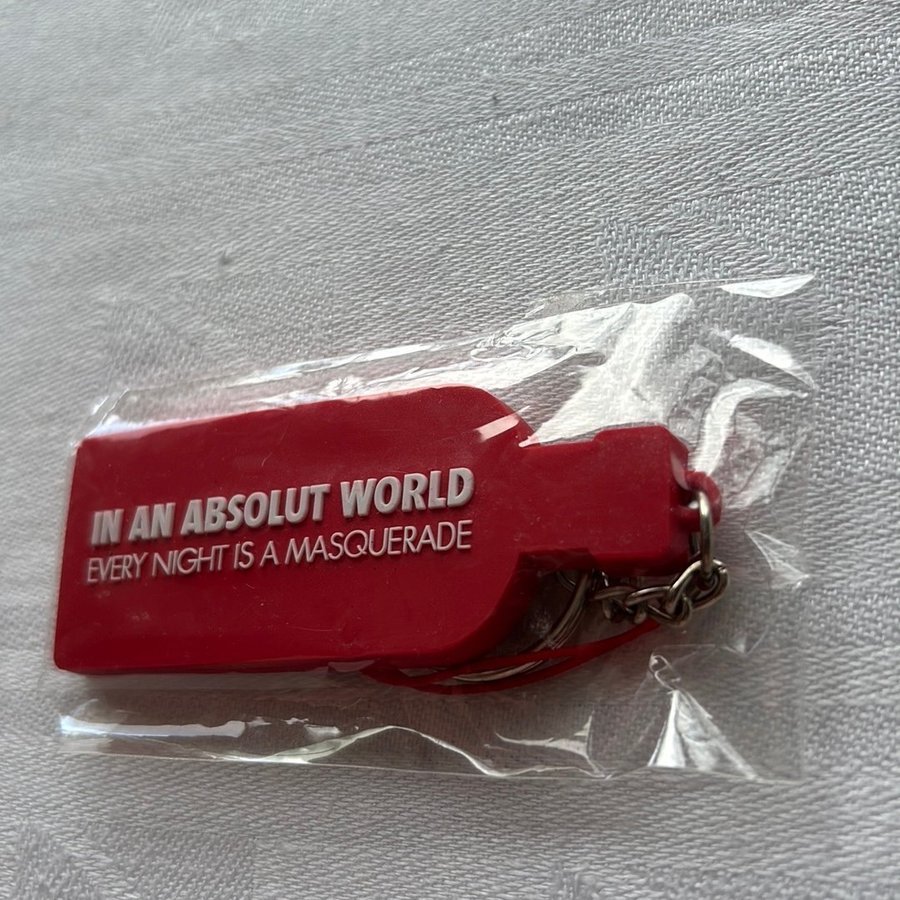 IN AN ABSOLUT WORLD
EVERY NIGHT IS A MASQUERADE